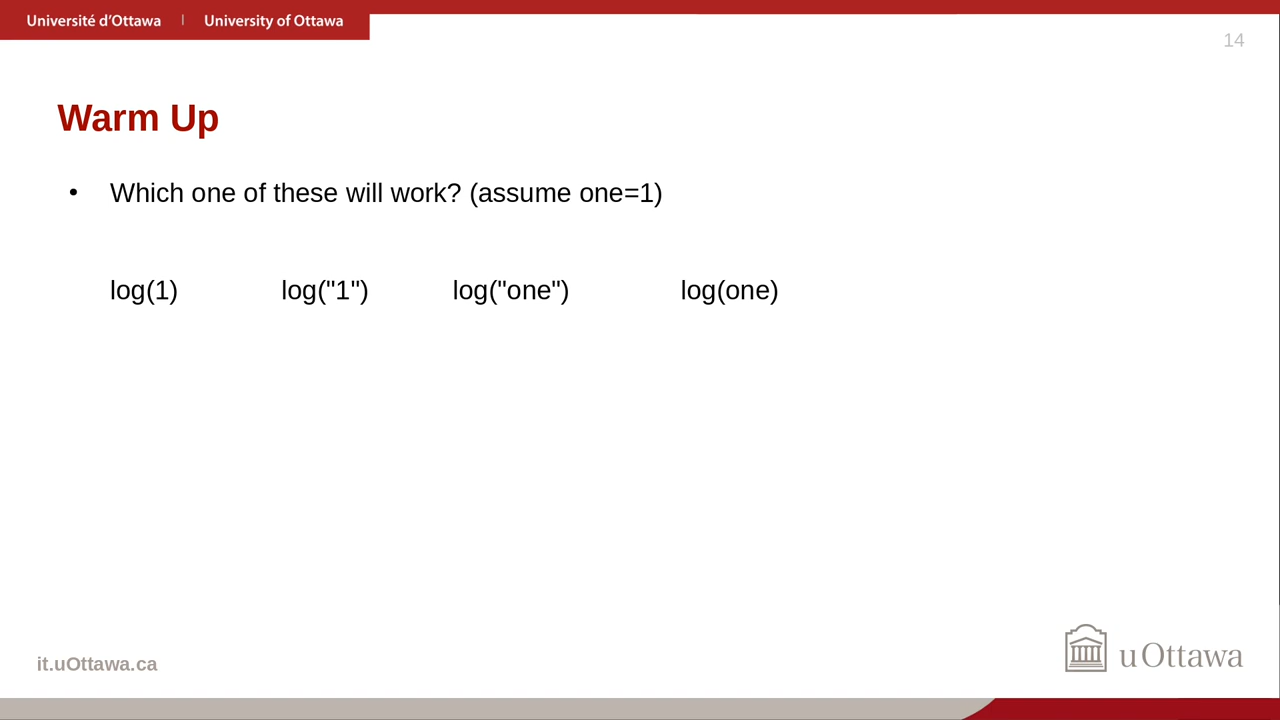 Université d'Ottawa | University of Ottawa
14
Warm Up
• Which one of these will work? (assume one=1)
log(1) log("1") log("one") log(one)
it.uOttawa.ca
uOttawa